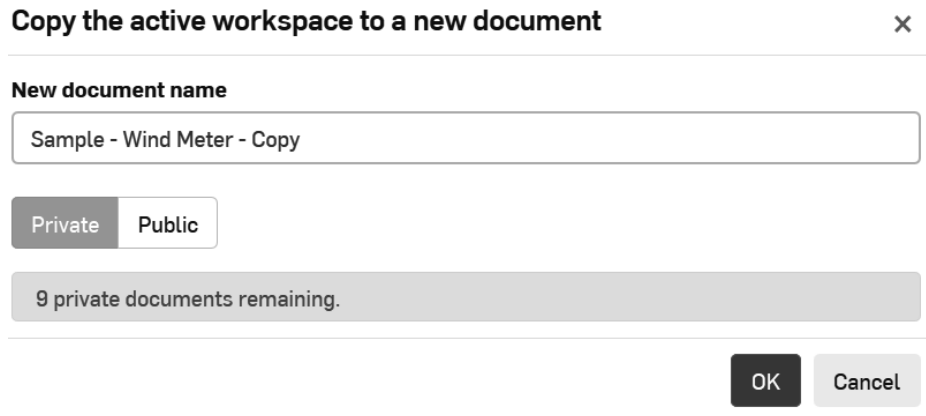 Copy the active workspace to a new document ×
New document name
Sample - Wind Meter - Copy
Private Public
9 private documents remaining.
OK Cancel